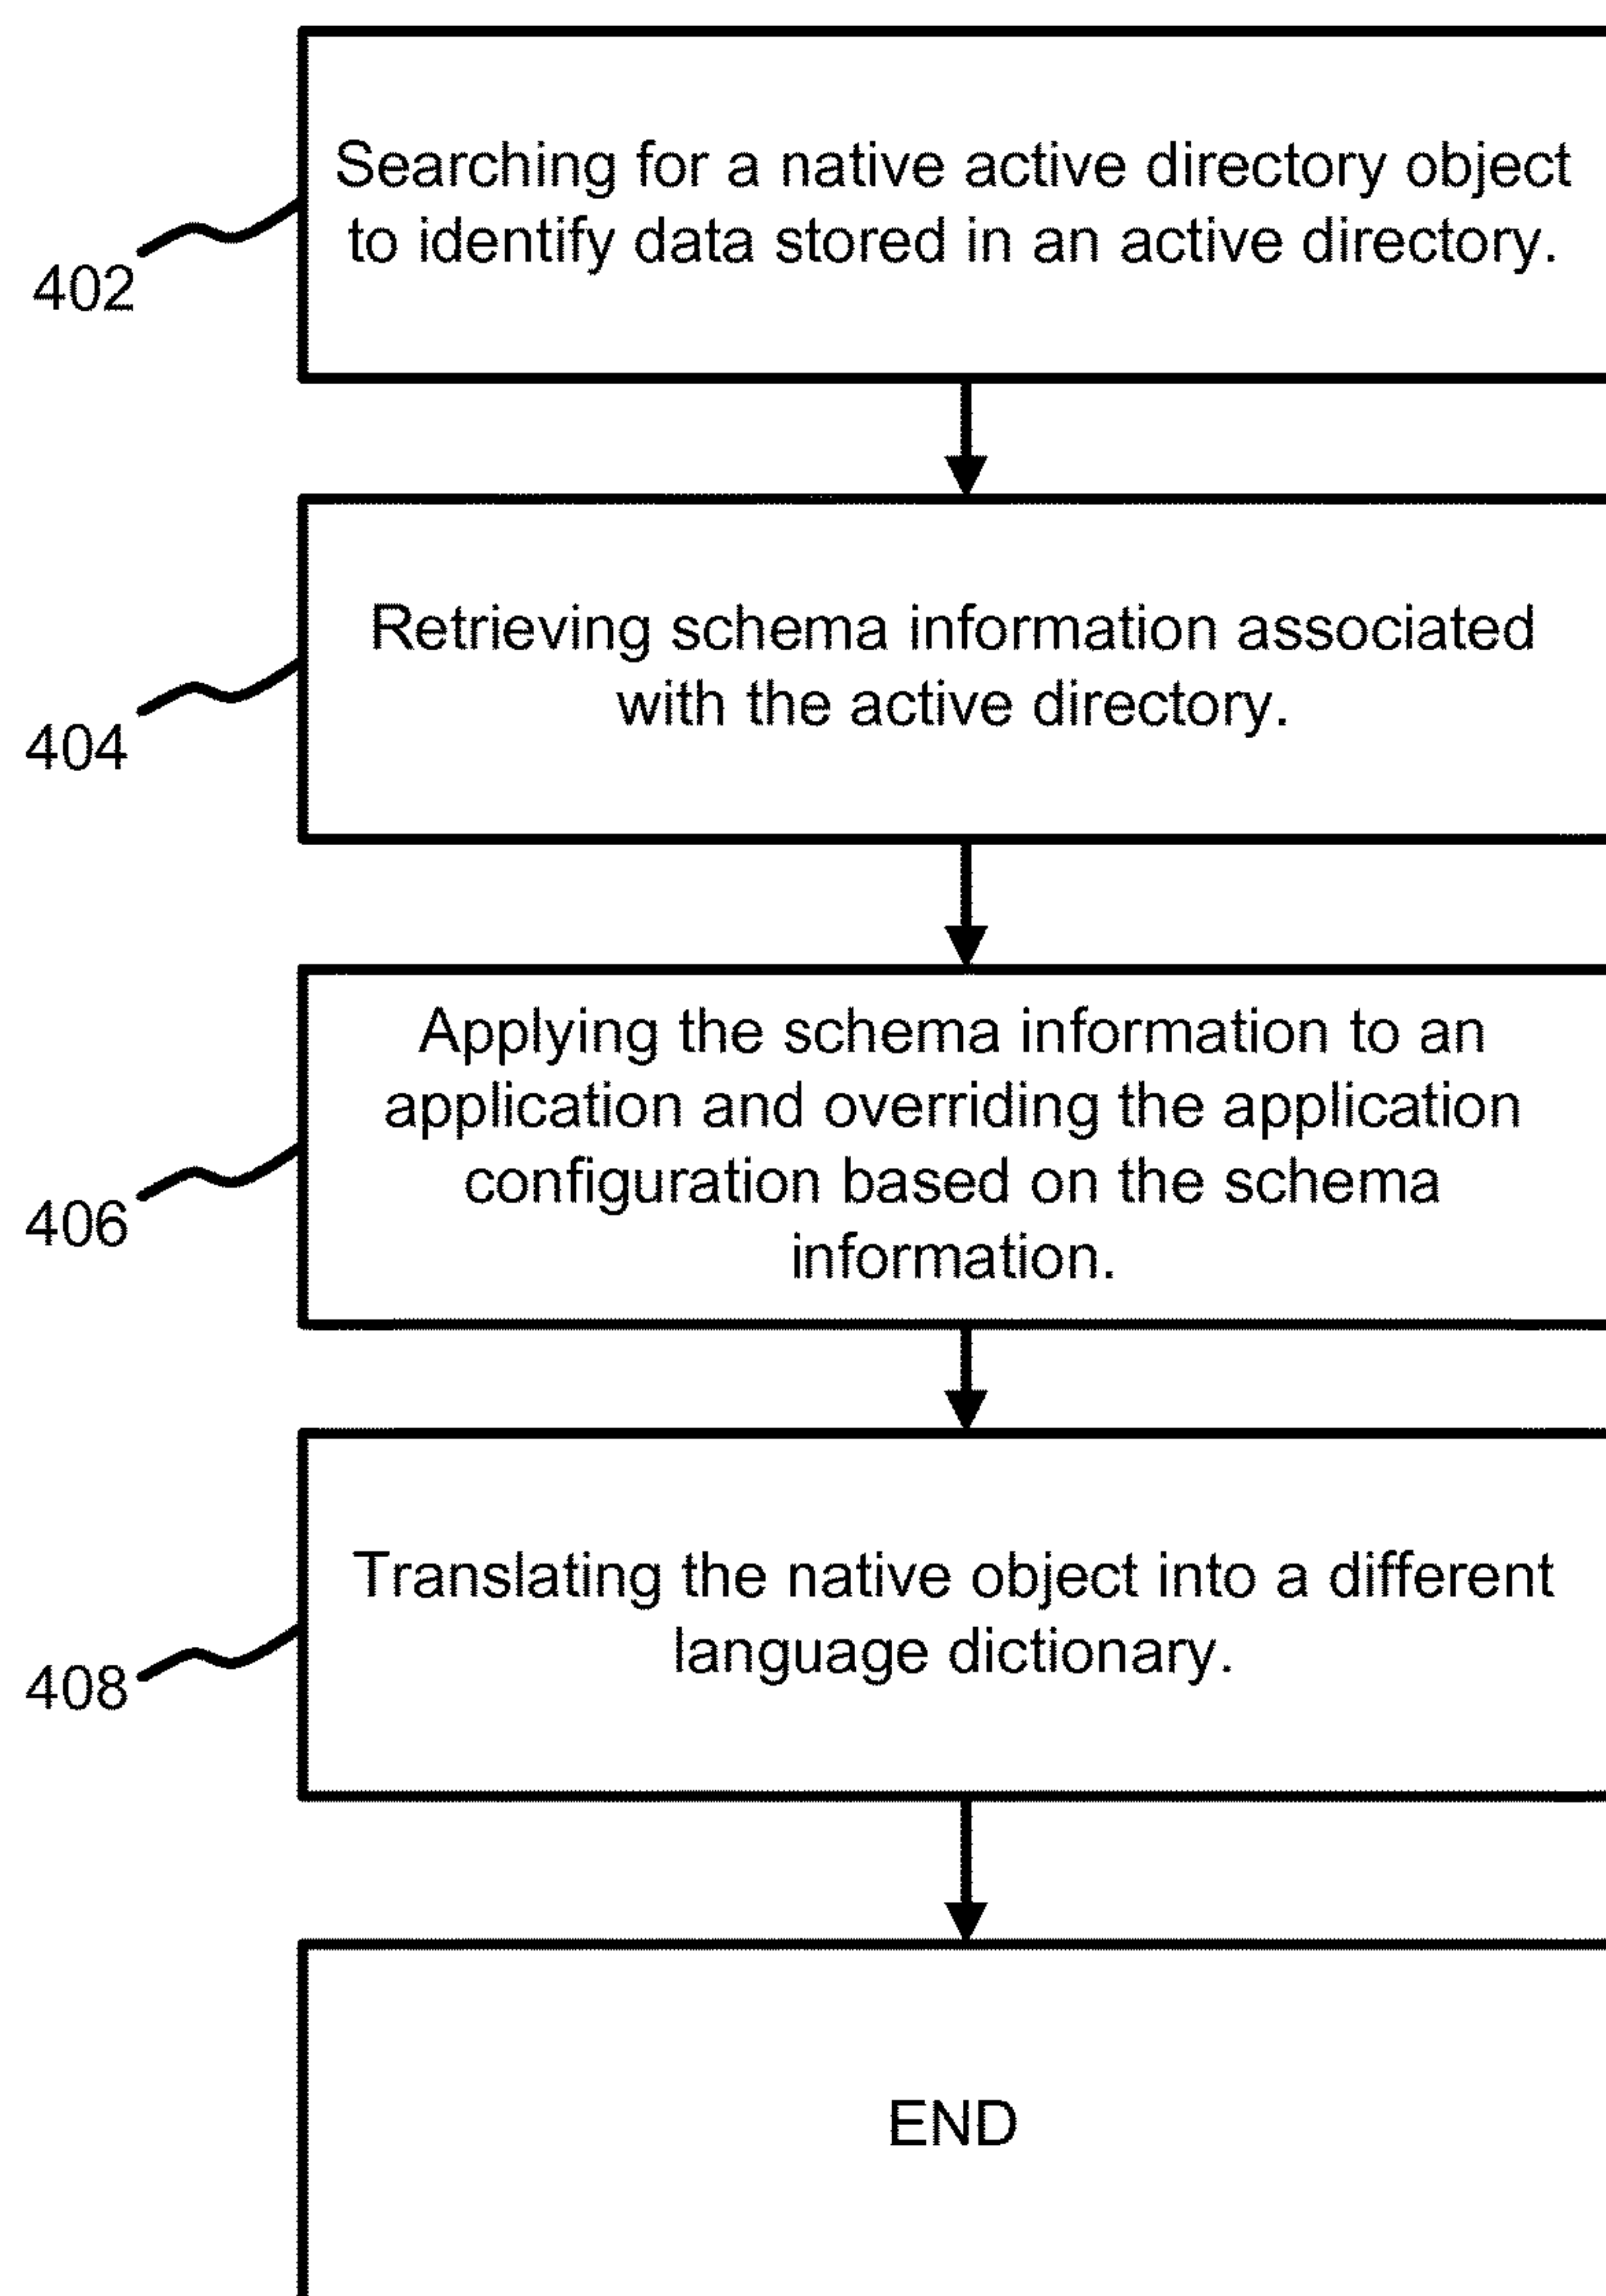 Searching for a native active directory object
to identify data stored in an active directory.
402
Retrieving schema information associated
with the active directory.
404
Applying the schema information to an
application and overriding the application
configuration based on the schema
information.
406
Translating the native object into a different
language dictionary.
408
END